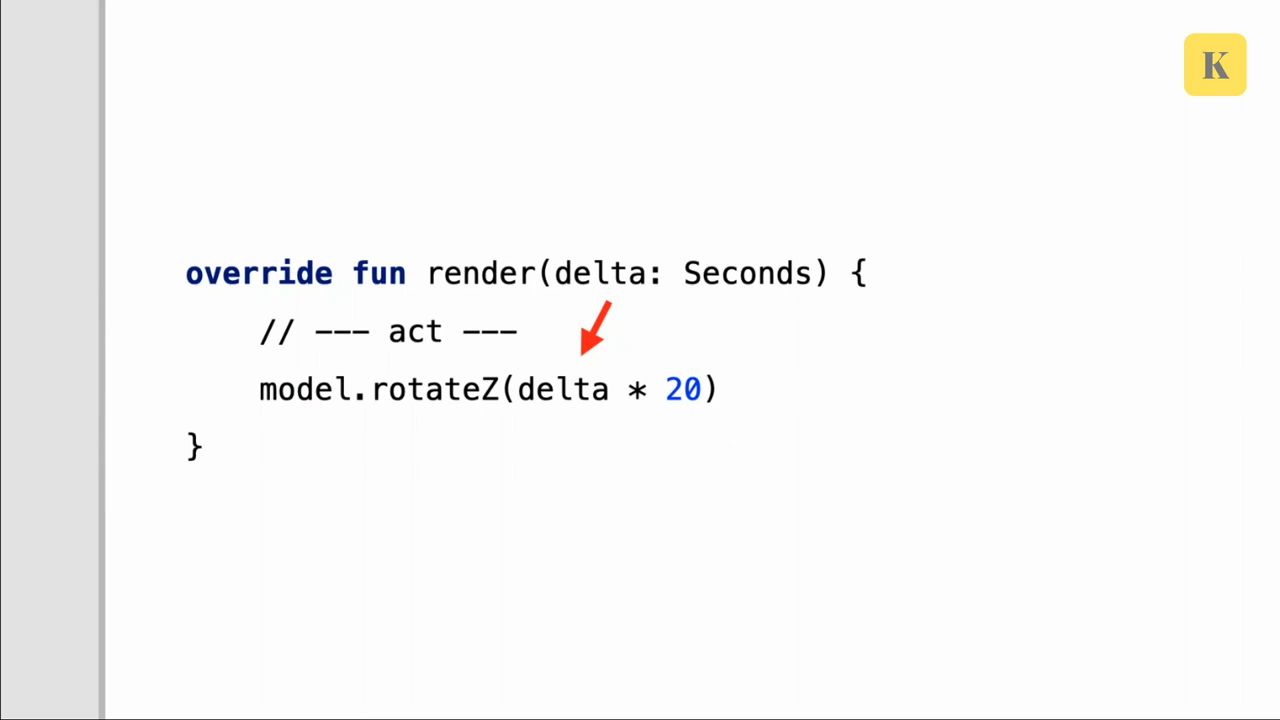 K
override fun render(delta: Seconds) {
// --- act ---
model.rotateZ(delta * 20)
}